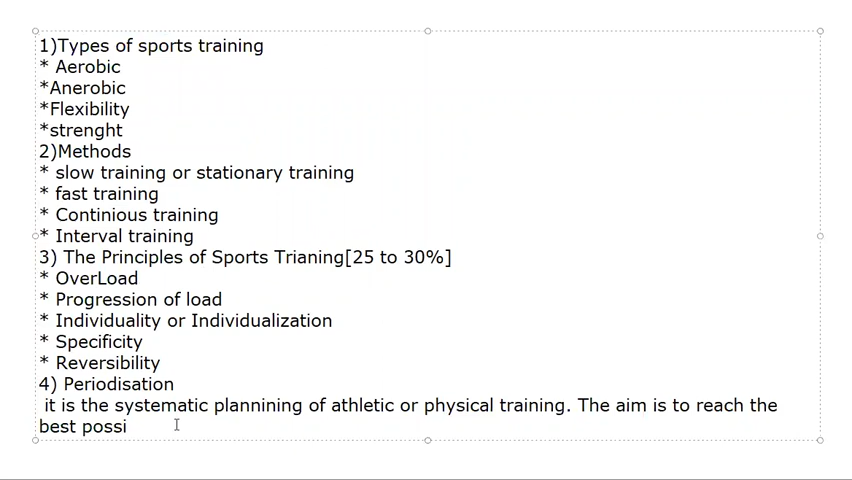 1)Types of sports training
* Aerobic
*Anerobic
*Flexibility
*strenght
2)Methods
* slow training or stationary training
* fast training
* Continious training
* Interval training
3) The Principles of Sports Trianing[25 to 30%]
* OverLoad
* Progression of load
* Individuality or Individualization
* Specificity
* Reversibility
4) Periodisation
it is the systematic plannining of athletic or physical training. The aim is to reach the
best possi